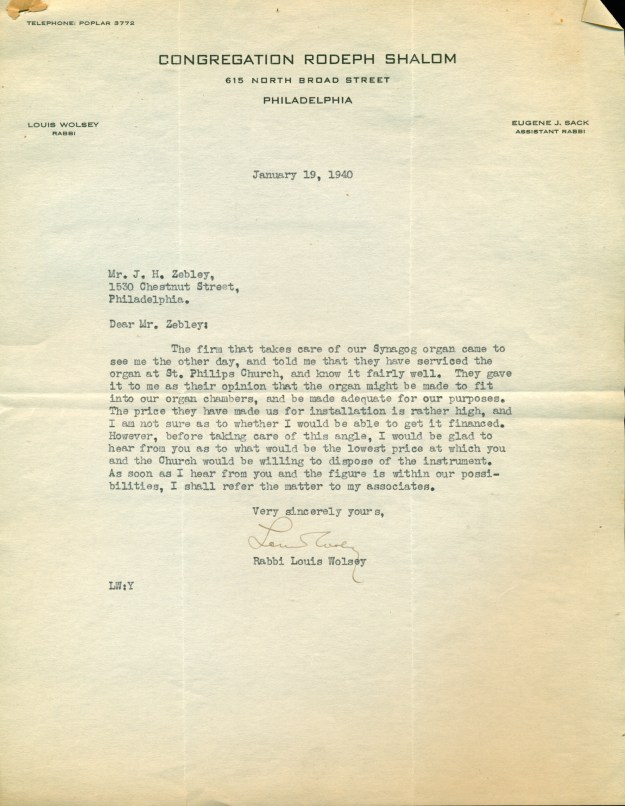 TELEPHONE: POPLAR 3772
CONGREGATION RODEPH SHALOM
615 NORTH BROAD STREET
PHILADELPHIA
LOUIS WOLSEY
RABBI
EUGENE J. SACK
ASSISTANT RABBI
January 19, 1940
Mr. J. H. Zebley,
1530 Chestnut Street,
Philadelphia.
Dear Mr. Zebley:
The firm that takes care of our Synagog organ came to
see me the other day, and told me that they have serviced the
organ at St. Philips Church, and know it fairly well. They gave
it to me as their opinion that the organ might be made to fit
into our organ chambers, and be made adequate for our purposes.
The price they have made us for installation is rather high, and
I am not sure as to whether I would be able to get it financed.
However, before taking care of this angle, I would be glad to
hear from you as to what would be the lowest price at which you
and the Church would be willing to dispose of the instrument.
As soon as I hear from you and the figure is within our possi-
bilities, I shall refer the matter to my associates.
Very sincerely yours,
Louis Wolsey
Rabbi Louis Wolsey
LW:Y